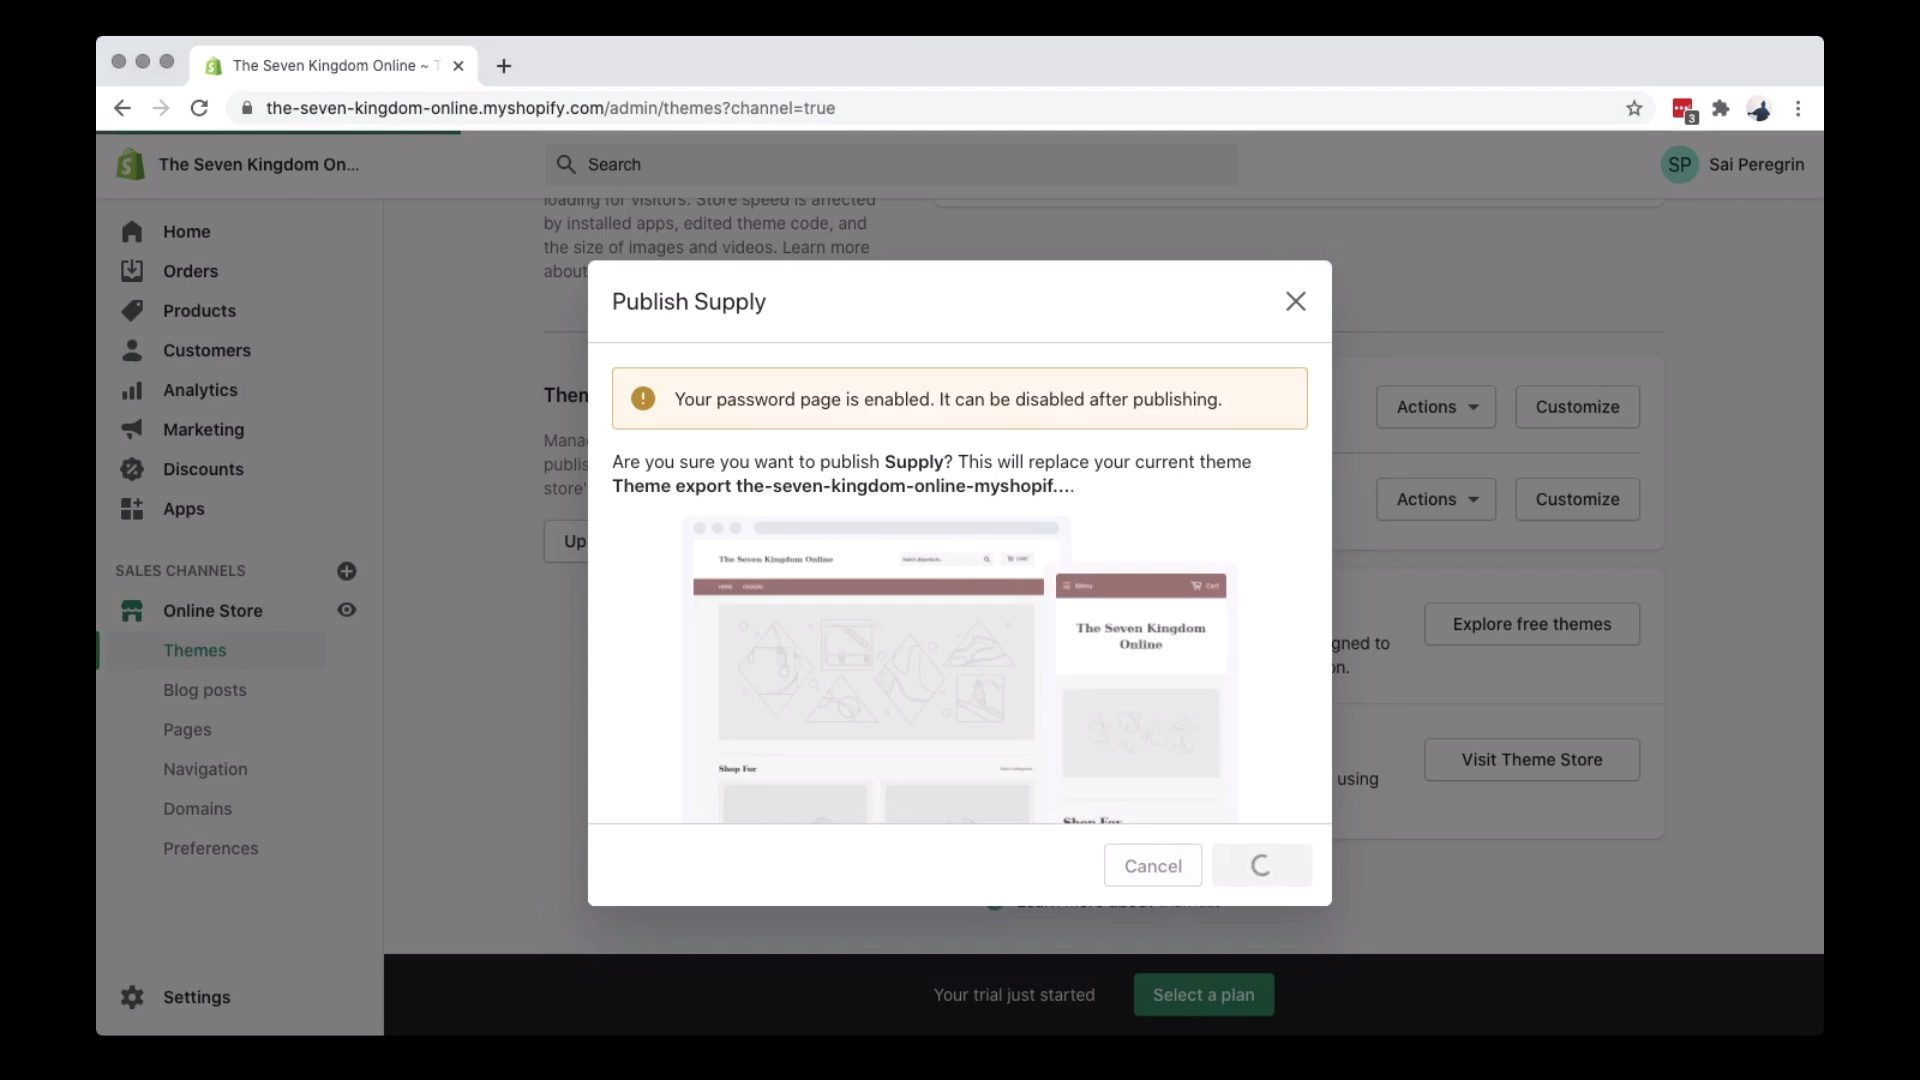 The Seven Kingdom Online ~ T
the-seven-kingdom-online.myshopify.com/admin/themes?channel=true
3
The Seven Kingdom On...
Search
SP
Sai Peregrin
Home
Orders
Products
Customers
Analytics
Marketing
Discounts
Apps
SALES CHANNELS
Online Store
Themes
Blog posts
Pages
Navigation
Domains
Preferences
Settings
loading for visitors. Store speed is affected
by installed apps, edited theme code, and
the size of images and videos. Learn more
about
Them
Mana
publis
store'
Up
Publish Supply
Your password page is enabled. It can be disabled after publishing.
Are you sure you want to publish Supply? This will replace your current theme
Theme export the-seven-kingdom-online-myshopif....
The Seven Kingdom Online
CART
HOME
Shop For
Menu
Cart
The Seven Kingdom
Online
Shop For
Cancel
Actions
Customize
Actions
Customize
gned to
on.
Explore free themes
using
Visit Theme Store
Your trial just started
Select a plan